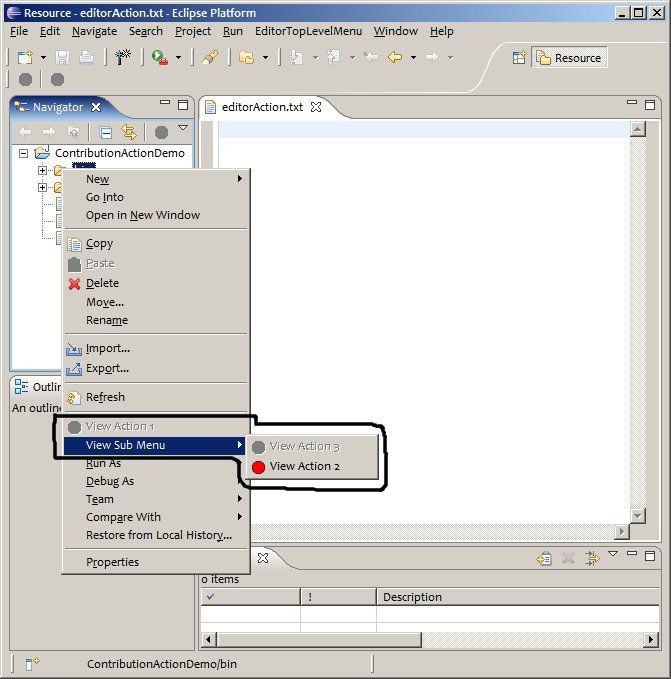 Resource - editorAction.txt - Eclipse Platform
File Edit Navigate Search Project Run EditorTopLevelMenu Window Help
Resource
Navigator
editorAction.txt
ContributionActionDemo
New
Go Into
Open in New Window
Copy
Paste
Delete
Move...
Rename
Import...
Export...
Refresh
View Action 1
View Sub Menu
View Action 3
View Action 2
Run As
Debug As
Team
Compare With
Restore from Local History...
Properties
Outlin
An outline
0 items
! Description
ContributionActionDemo/bin